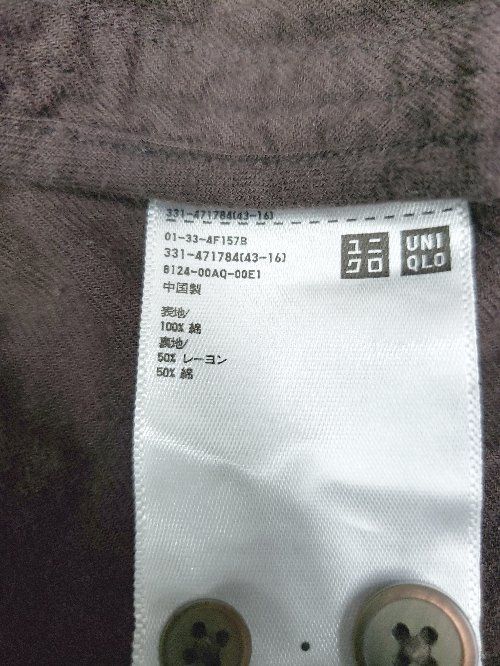 331-471784(43-16)
01-33-4F157B
331-471784(43-16)
8124-00AQ-00E1
中国製
表地/
100% 綿
裏地/
50% レーヨン
50% 綿
ユニ
クロ
UNI
QLO